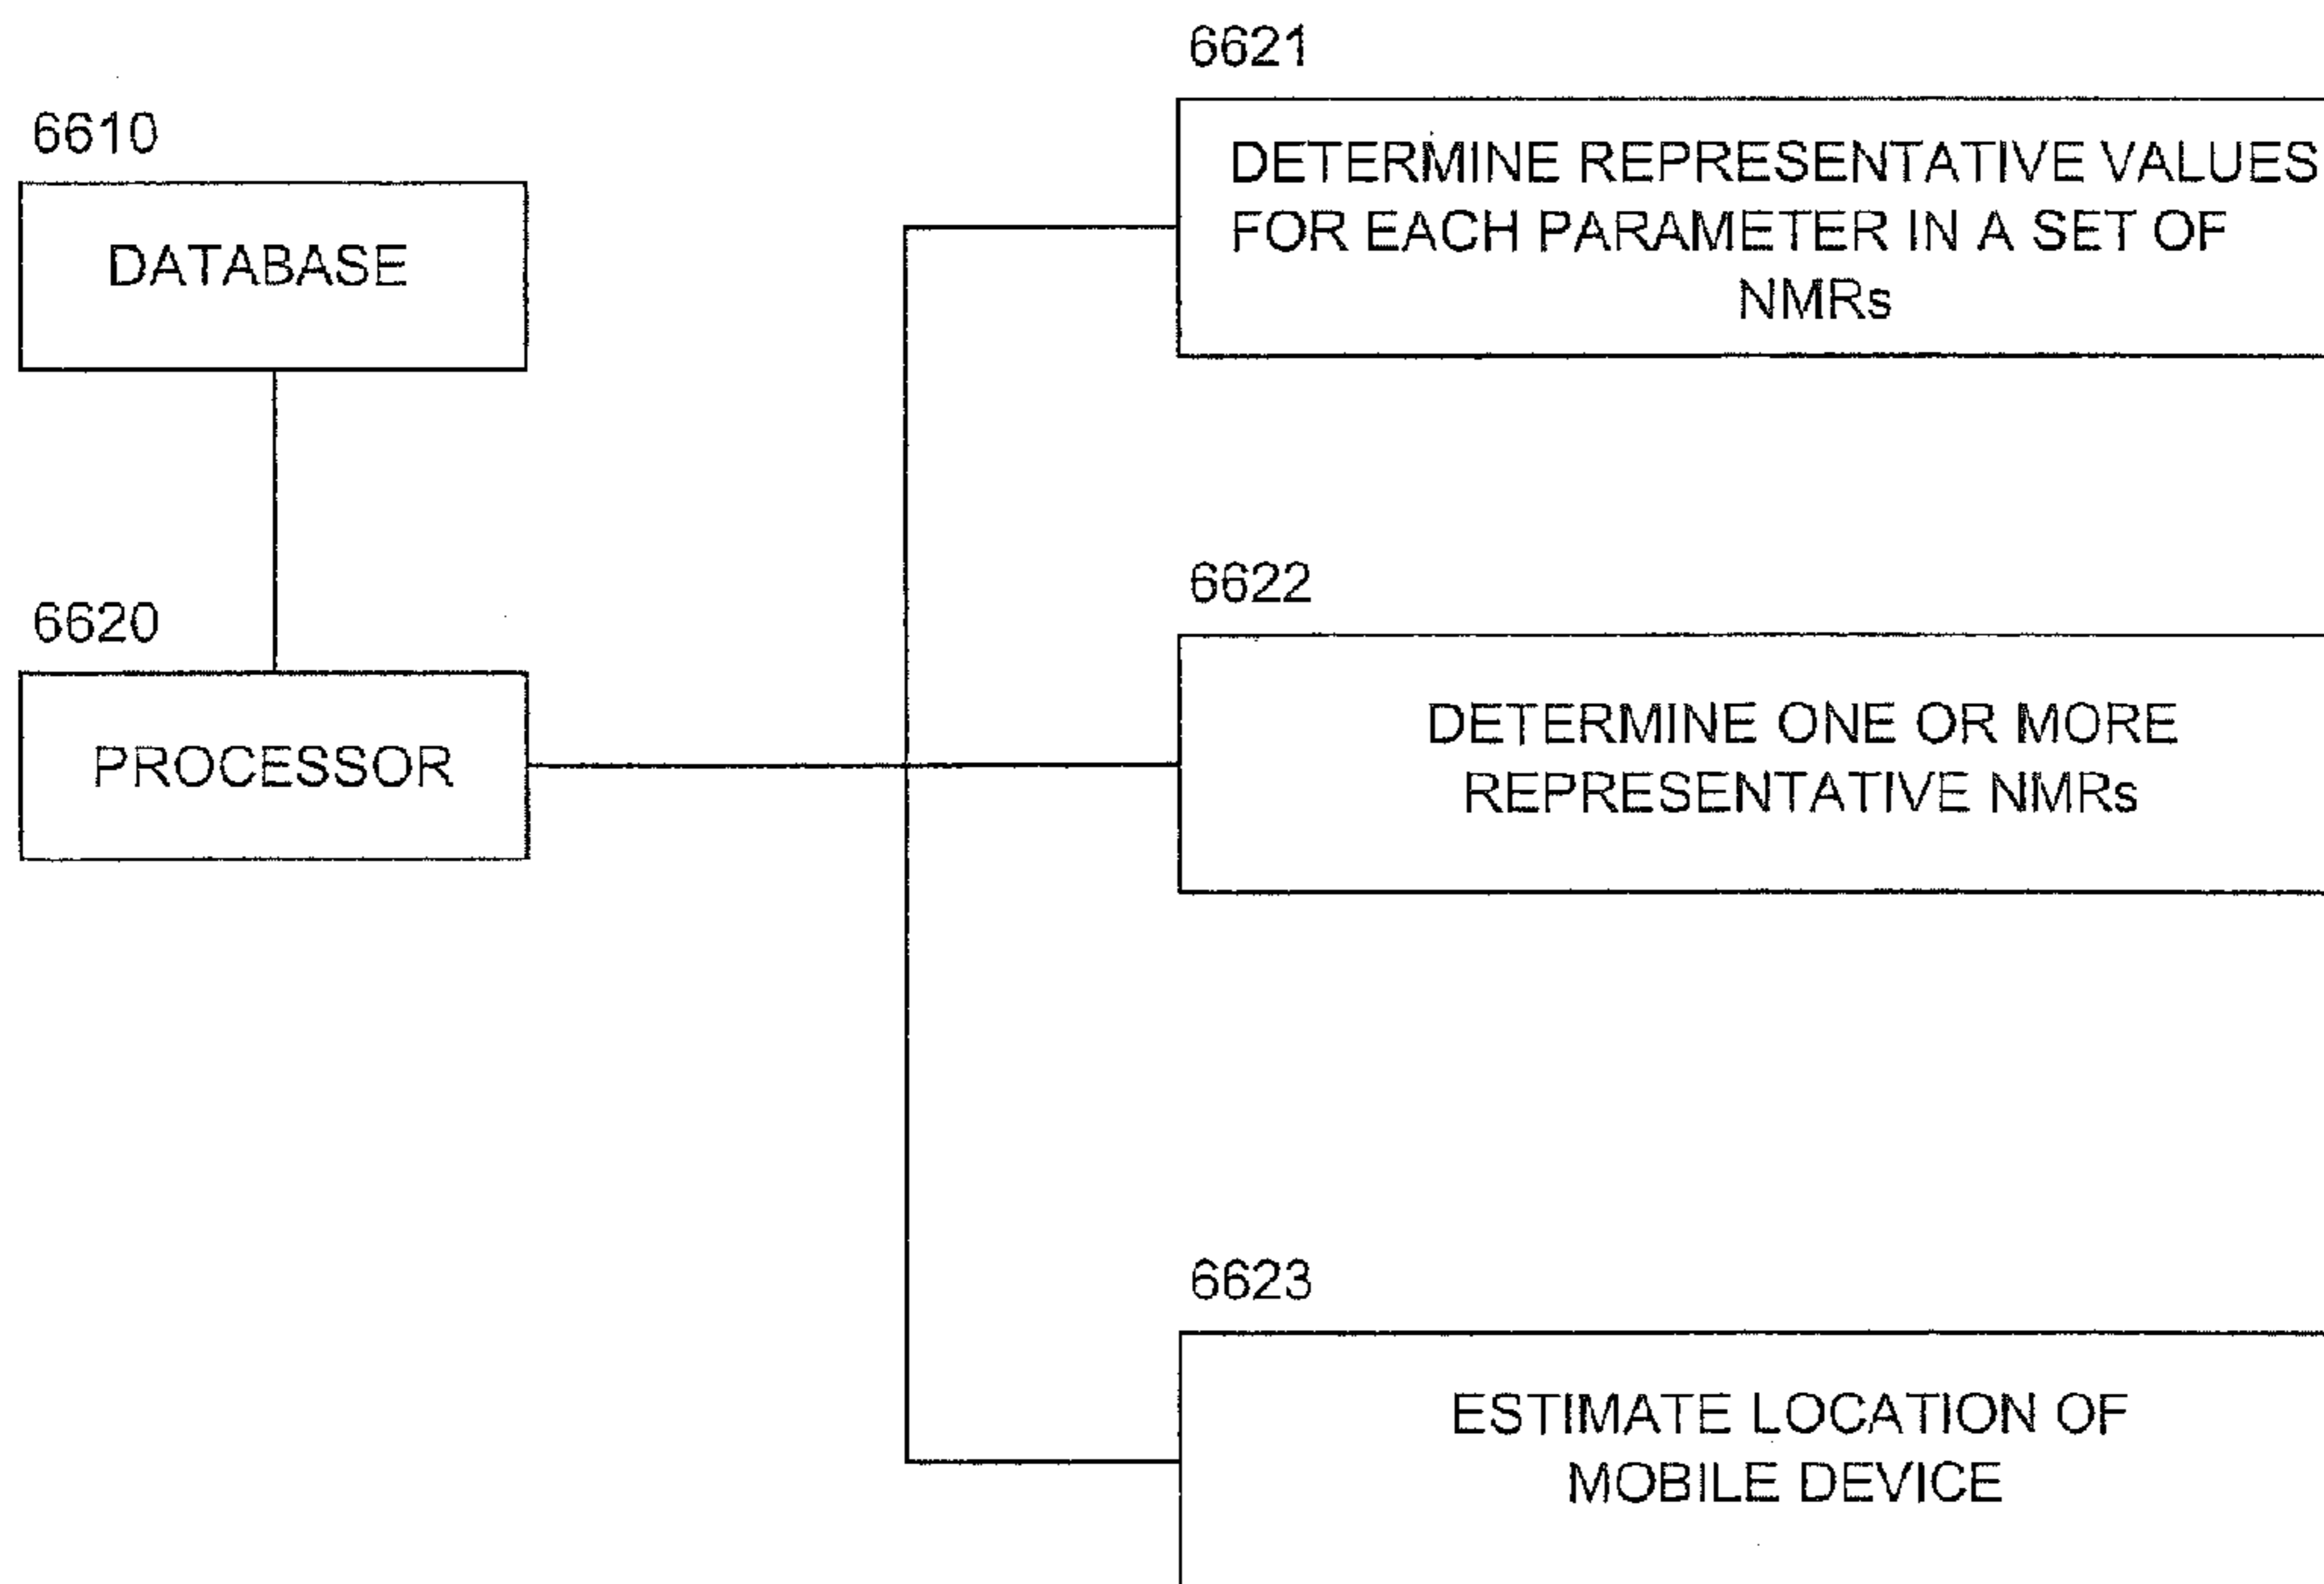 6610
DATABASE
6620
PROCESSOR
6621
DETERMINE REPRESENTATIVE VALUES
FOR EACH PARAMETER IN A SET OF
NMRs
6622
DETERMINE ONE OR MORE
REPRESENTATIVE NMRs
6623
ESTIMATE LOCATION OF
MOBILE DEVICE